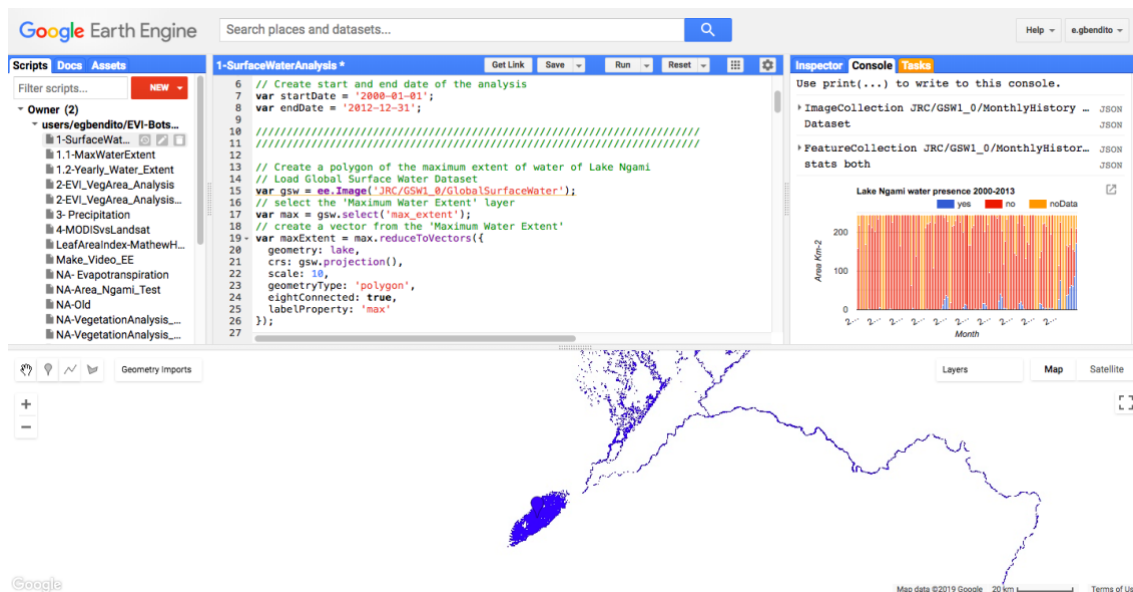 Google Earth Engine
Search places and datasets...
Help
e.gbendito
Scripts Docs Assets
Filter scripts...
NEW
Owner (2)
users/egbendito/EVI-Bots...
1-SurfaceWat...
1.1-MaxWaterExtent
1.2-Yearly_Water_Extent
2-EVI_VegArea_Analysis
2-EVI_VegArea_Analysis...
3- Precipitation
4-MODISvsLandsat
LeafAreaIndex-MathewH...
Make_Video_EE
NA- Evapotranspiration
NA-Area_Ngami_Test
NA-Old
NA-VegetationAnalysis_...
NA-VegetationAnalysis_...
1-SurfaceWaterAnalysis *
Get Link Save Run Reset
6 // Create start and end date of the analysis
7 var startDate = '2000-01-01';
8 var endDate = '2012-12-31';
9
10 ////////////////////////////////////////////////////////////////////////
11 ////////////////////////////////////////////////////////////////////////
12
13 // Create a polygon of the maximum extent of water of Lake Ngami
14 // Load Global Surface Water Dataset
15 var gsw = ee.Image('JRC/GSW1_0/GlobalSurfaceWater');
16 // select the 'Maximum Water Extent' layer
17 var max = gsw.select('max_extent');
18 // create a vector from the 'Maximum Water Extent'
19 var maxExtent = max.reduceToVectors({
20 geometry: lake,
21 crs: gsw.projection(),
22 scale: 10,
23 geometryType: 'polygon',
24 eightConnected: true,
25 labelProperty: 'max'
26 });
27
Inspector Console Tasks
Use print(...) to write to this console.
ImageCollection JRC/GSW1_0/MonthlyHistory ... JSON
Dataset JSON
FeatureCollection JRC/GSW1_0/MonthlyHistor... JSON
stats both JSON
Lake Ngami water presence 2000-2013
yes no noData
Area Km-2
200
100
0
2... 2... 2... 2... 2... 2... 2... 2... 2... 2...
Month
Geometry Imports
Layers
Map Satellite
+
−
Google
Map data ©2019 Google 20 km Terms of Us